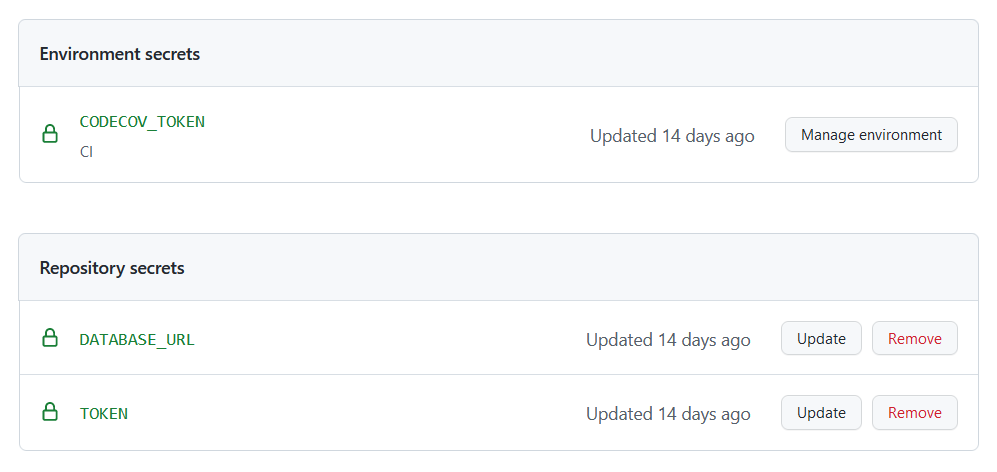 Environment secrets
CODECOV_TOKEN
CI
Updated 14 days ago
Manage environment
Repository secrets
DATABASE_URL
Updated 14 days ago
Update
Remove
TOKEN
Updated 14 days ago
Update
Remove